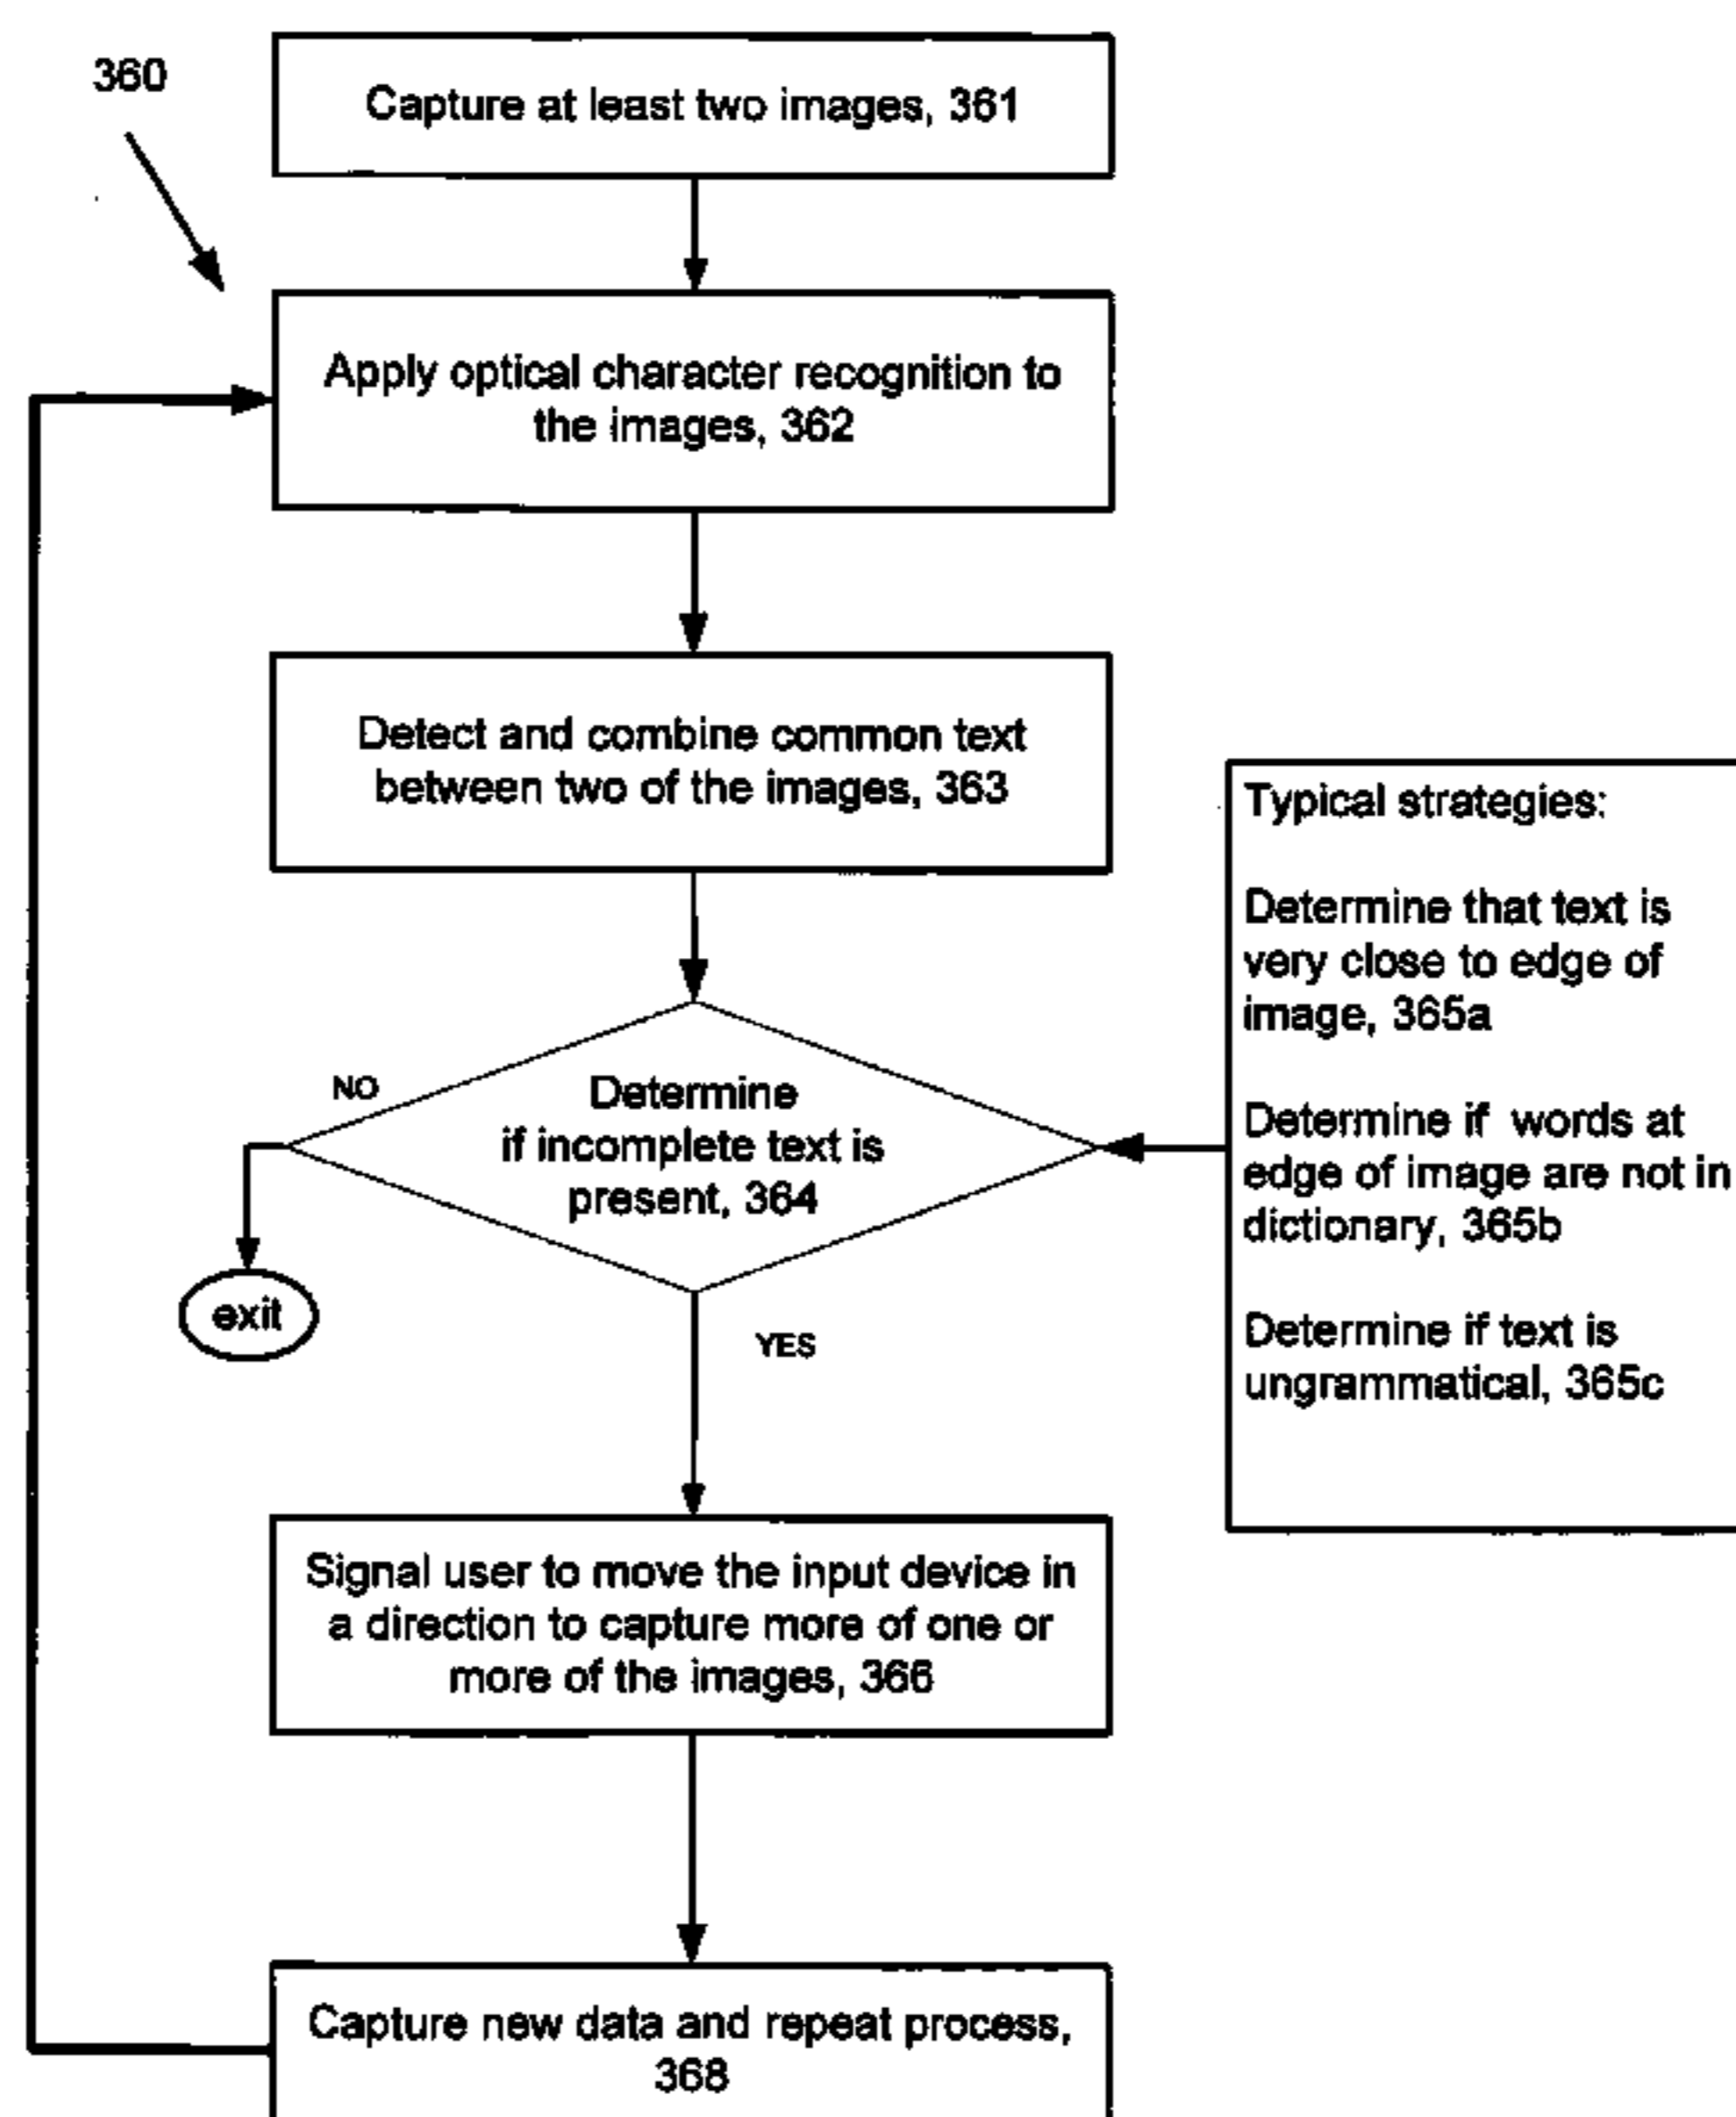 360
Capture at least two images, 361
Apply optical character recognition to
the images, 362
Detect and combine common text
between two of the images, 363
Typical strategies:
Determine that text is
very close to edge of
image, 365a
Determine if words at
edge of image are not in
dictionary, 365b
Determine if text is
ungrammatical, 365c
NO
Determine
if incomplete text is
present, 364
exit
YES
Signal user to move the input device in
a direction to capture more of one or
more of the images, 366
Capture new data and repeat process,
368